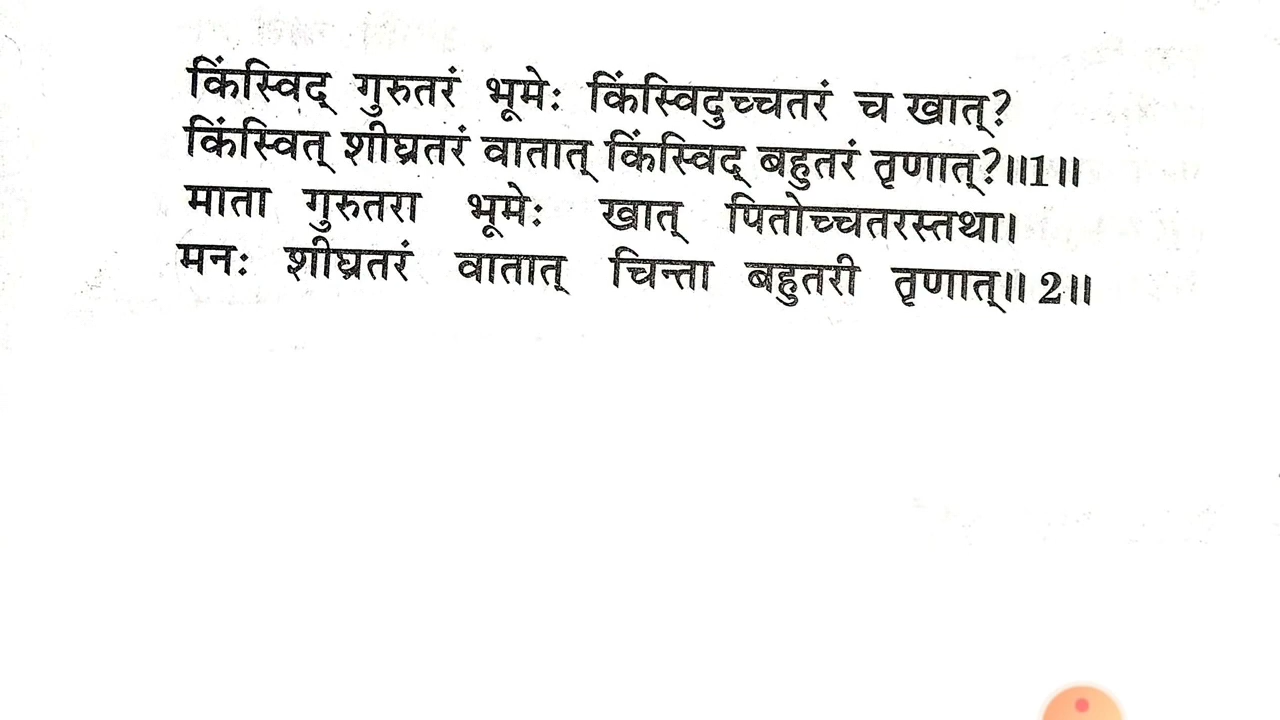 किंस्विद् गुरुतरं भूमेः किंस्विदुच्चतरं च खात्?
किंस्वित् शीघ्रतरं वातात् किंस्विद् बहुतरं तृणात्?॥1॥
माता गुरुतरा भूमेः खात् पितोच्चतरस्तथा।
मनः शीघ्रतरं वातात् चिन्ता बहुतरी तृणात्॥ 2॥